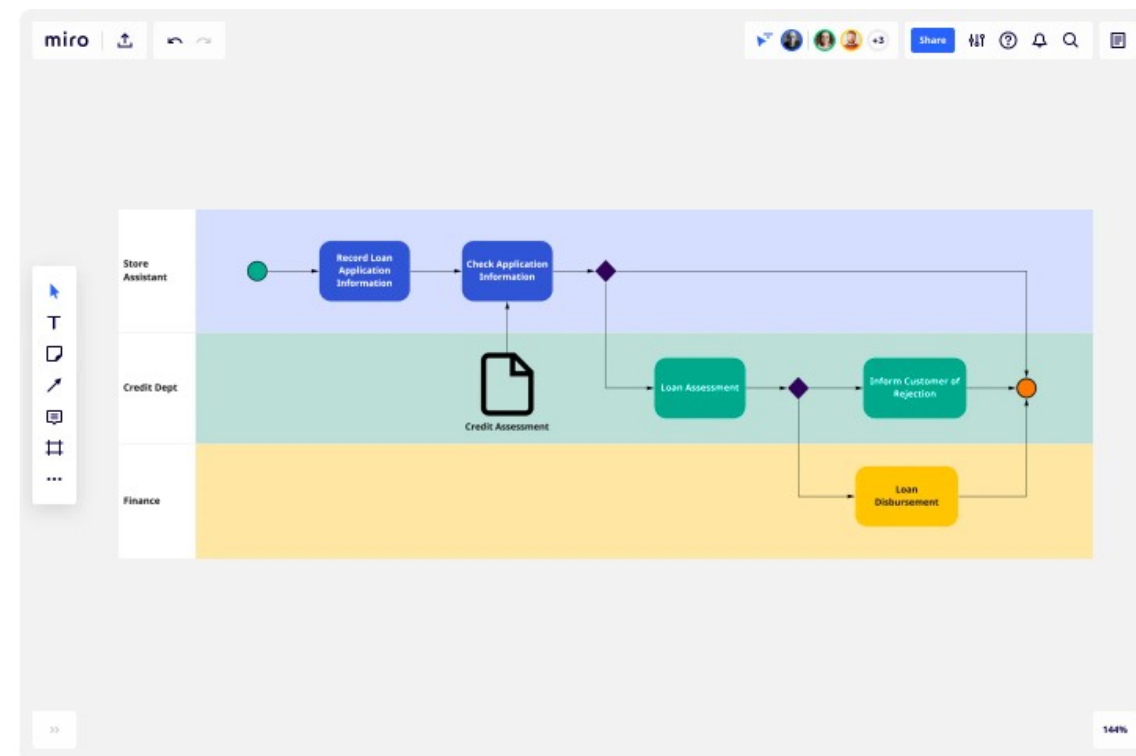 miro
+3
Share
Store
Assistant
Record Loan
Application
Information
Check Application
Information
Credit Dept
Credit Assessment
Loan Assessment
Inform Customer of
Rejection
Finance
Loan
Disbursement
144%